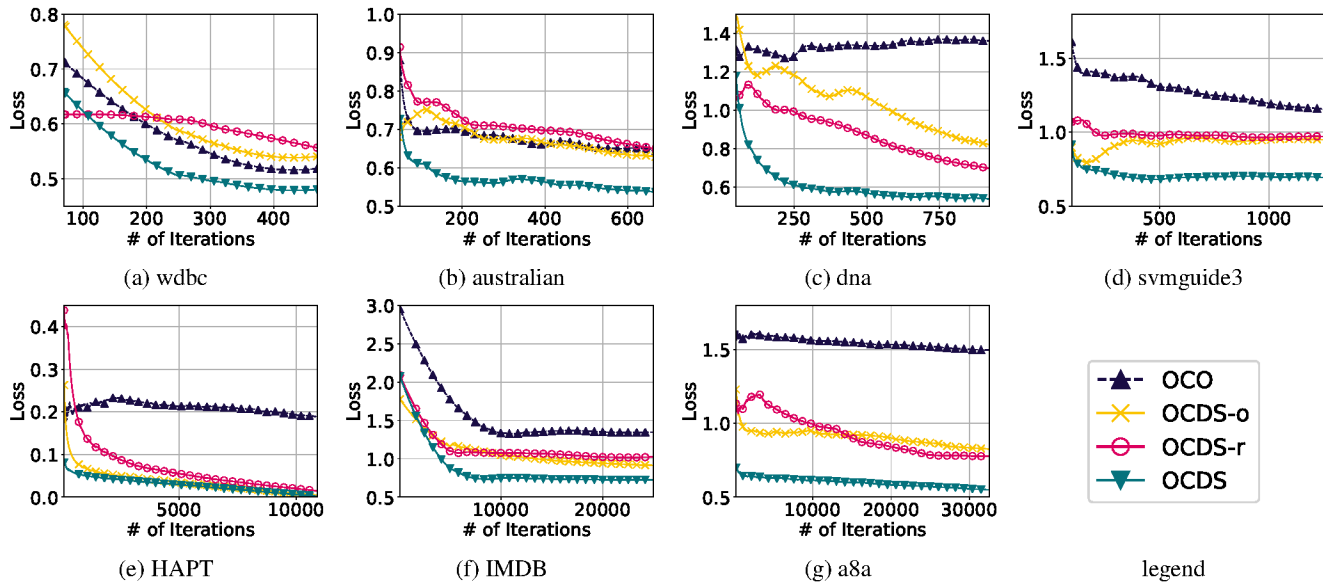 0.8
0.7
0.6
0.5
Loss
100 200 300 400
# of Iterations
(a) wdbc
1.0
0.9
0.8
0.7
0.6
0.5
Loss
200 400 600
# of Iterations
(b) australian
1.4
1.2
1.0
0.8
0.6
Loss
250 500 750
# of Iterations
(c) dna
1.5
1.0
0.5
Loss
500 1000
# of Iterations
(d) svmguide3
0.4
0.3
0.2
0.1
0.0
Loss
5000 10000
# of Iterations
(e) HAPT
3.0
2.5
2.0
1.5
1.0
0.5
Loss
10000 20000
# of Iterations
(f) IMDB
1.5
1.0
0.5
Loss
10000 20000 30000
# of Iterations
(g) a8a
OCO
OCDS-o
OCDS-r
OCDS
legend